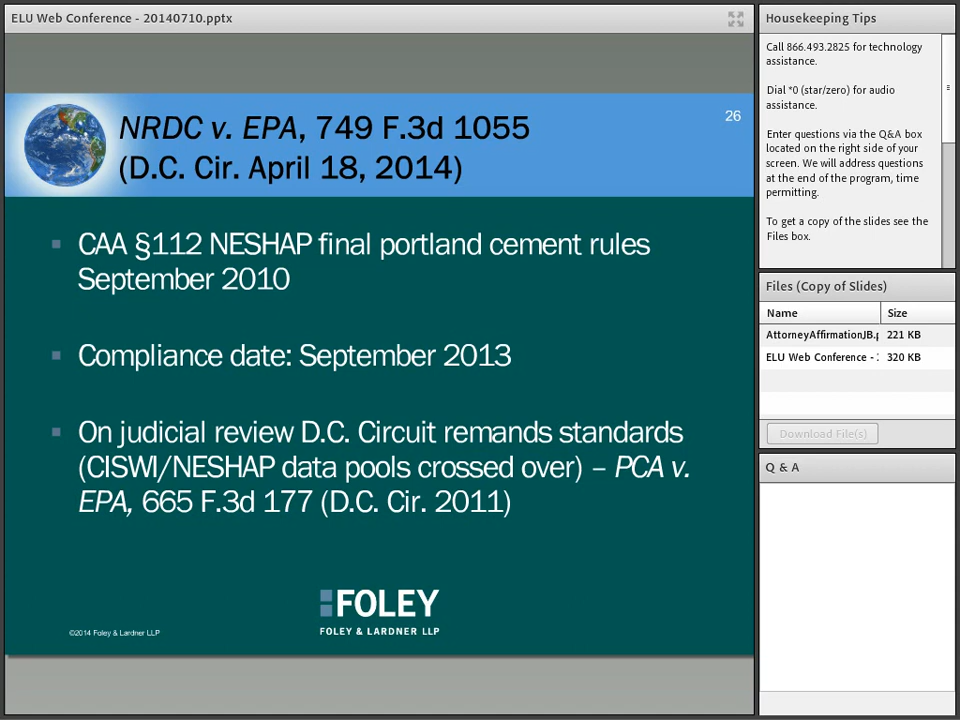 ELU Web Conference - 20140710.pptx
26
NRDC v. EPA, 749 F.3d 1055
(D.C. Cir. April 18, 2014)
▪ CAA §112 NESHAP final portland cement rules
September 2010
▪ Compliance date: September 2013
▪ On judicial review D.C. Circuit remands standards
(CISWI/NESHAP data pools crossed over) – PCA v.
EPA, 665 F.3d 177 (D.C. Cir. 2011)
FOLEY
FOLEY & LARDNER LLP
©2014 Foley & Lardner LLP
Housekeeping Tips
Call 866.493.2825 for technology
assistance.
Dial *0 (star/zero) for audio
assistance.
Enter questions via the Q&A box
located on the right side of your
screen. We will address questions
at the end of the program, time
permitting.
To get a copy of the slides see the
Files box.
Files (Copy of Slides)
Name Size
AttorneyAffirmationJB.p 221 KB
ELU Web Conference - 320 KB
Download File(s)
Q & A